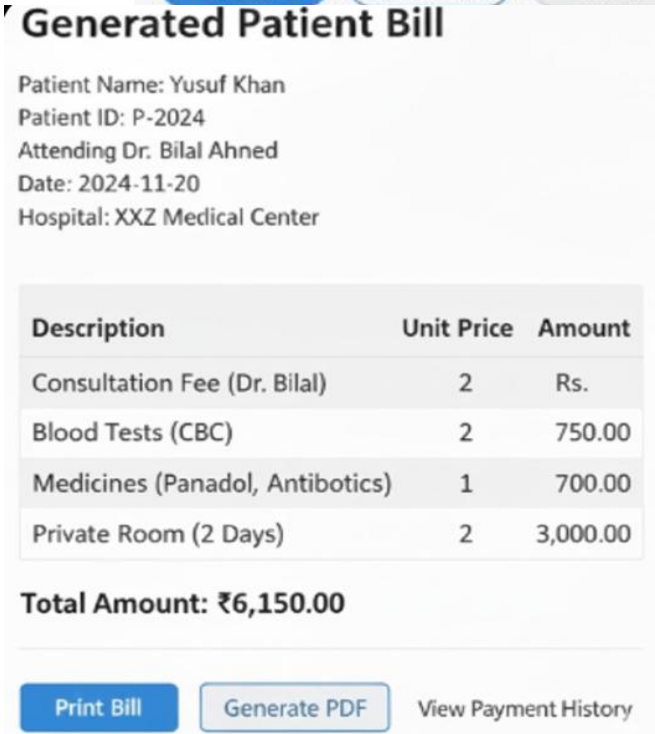 Generated Patient Bill
Patient Name: Yusuf Khan
Patient ID: P-2024
Attending Dr. Bilal Ahned
Date: 2024-11-20
Hospital: XXZ Medical Center
Description Unit Price Amount
Consultation Fee (Dr. Bilal) 2 Rs.
Blood Tests (CBC) 2 750.00
Medicines (Panadol, Antibotics) 1 700.00
Private Room (2 Days) 2 3,000.00
Total Amount: ₹6,150.00
Print Bill Generate PDF View Payment History